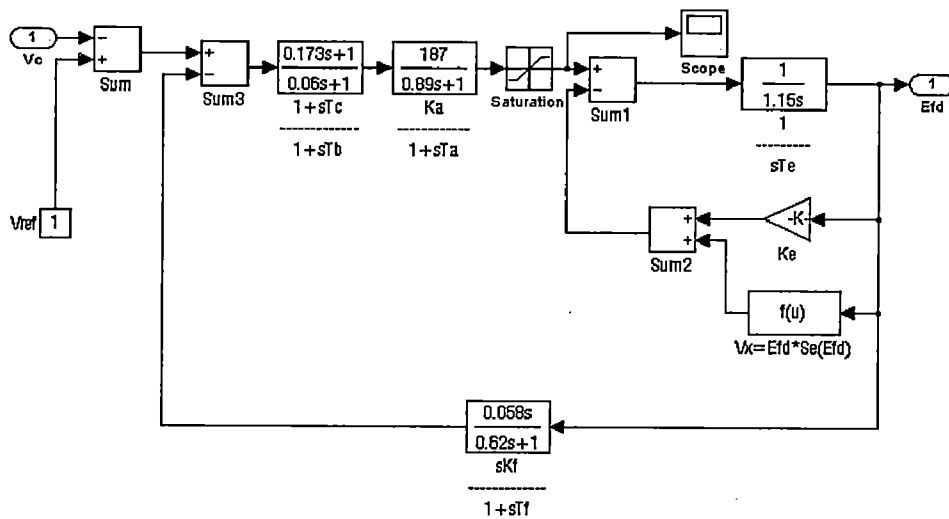 1
Vc
−
+
Sum
+
−
Sum3
0.173s+1
0.06s+1
1+sTc
1+sTb
187
0.89s+1
Ka
1+sTa
Saturation
Scope
+
−
Sum1
1
1.15s
1
sTe
1
Efd
Vref
1
+
+
Sum2
-K-
Ke
f(u)
Vx=Efd*Se(Efd)
0.058s
0.62s+1
sKf
1+sTf